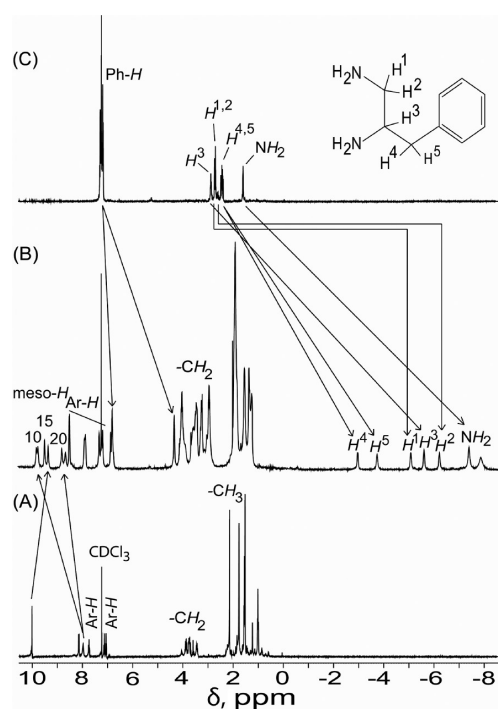 (C)
Ph-H
H1,2
H4,5
H3
NH2
H2N
H1
H2
H3
H2N
H4
H5
(B)
-CH2
meso-H
Ar-H
15
10
20
H4
H5
H1
H3
H2
NH2
(A)
-CH3
CDCl3
Ar-H
Ar-H
-CH2
10 8 6 4 2 0 -2 -4 -6 -8
δ, ppm